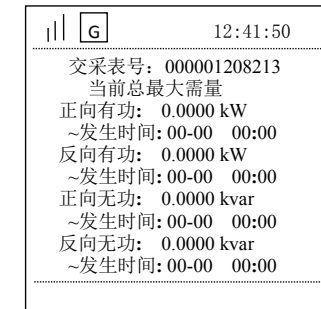 G 12:41:50
交采表号：000001208213
当前总最大需量
正向有功： 0.0000 kW
~发生时间：00-00 00:00
反向有功： 0.0000 kW
~发生时间：00-00 00:00
正向无功： 0.0000 kvar
~发生时间：00-00 00:00
反向无功： 0.0000 kvar
~发生时间：00-00 00:00